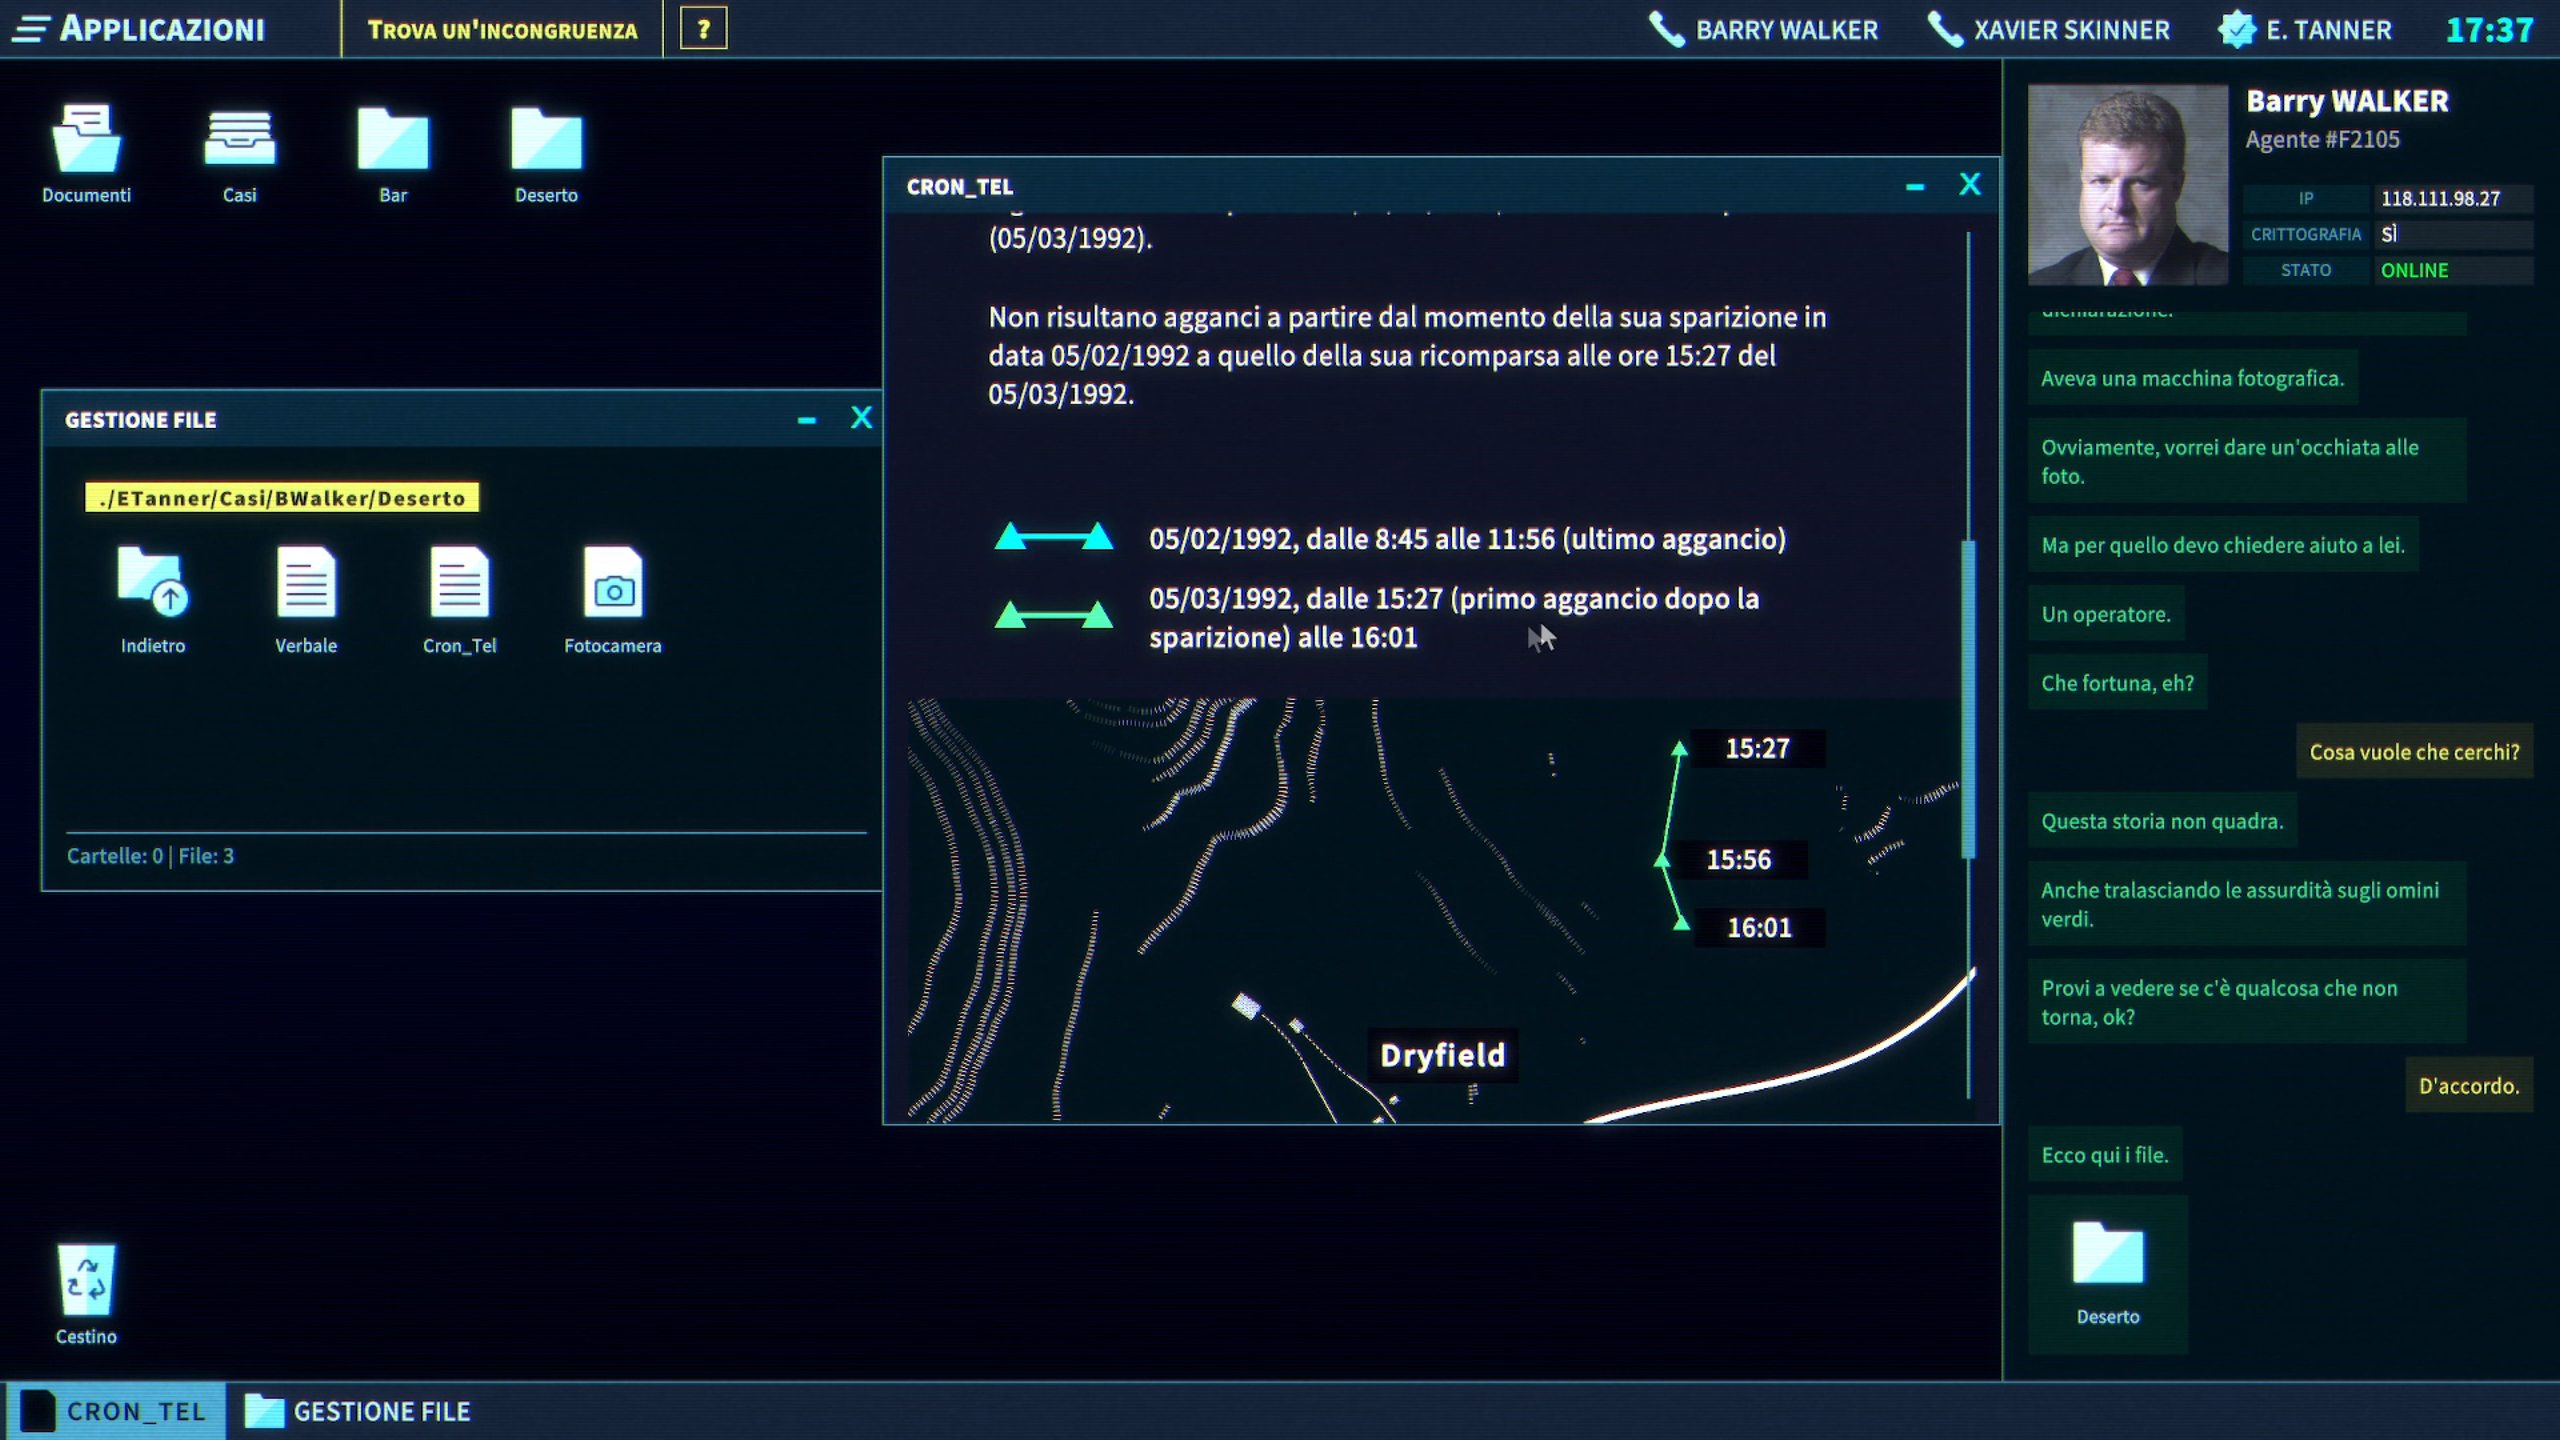 APPLICAZIONI
TROVA UN'INCONGRUENZA
?
BARRY WALKER
XAVIER SKINNER
E. TANNER
17:37
Documenti
Casi
Bar
Deserto
GESTIONE FILE
./ETanner/Casi/BWalker/Deserto
Indietro
Verbale
Cron_Tel
Fotocamera
Cartelle: 0 | File: 3
CRON_TEL
(05/03/1992).
Non risultano agganci a partire dal momento della sua sparizione in
data 05/02/1992 a quello della sua ricomparsa alle ore 15:27 del
05/03/1992.
05/02/1992, dalle 8:45 alle 11:56 (ultimo aggancio)
05/03/1992, dalle 15:27 (primo aggancio dopo la
sparizione) alle 16:01
15:27
15:56
16:01
Dryfield
Barry WALKER
Agente #F2105
IP 118.111.98.27
CRITTOGRAFIA SÌ
STATO ONLINE
dichiarazione.
Aveva una macchina fotografica.
Ovviamente, vorrei dare un'occhiata alle
foto.
Ma per quello devo chiedere aiuto a lei.
Un operatore.
Che fortuna, eh?
Cosa vuole che cerchi?
Questa storia non quadra.
Anche tralasciando le assurdità sugli omini
verdi.
Provi a vedere se c'è qualcosa che non
torna, ok?
D'accordo.
Ecco qui i file.
Deserto
Cestino
CRON_TEL
GESTIONE FILE